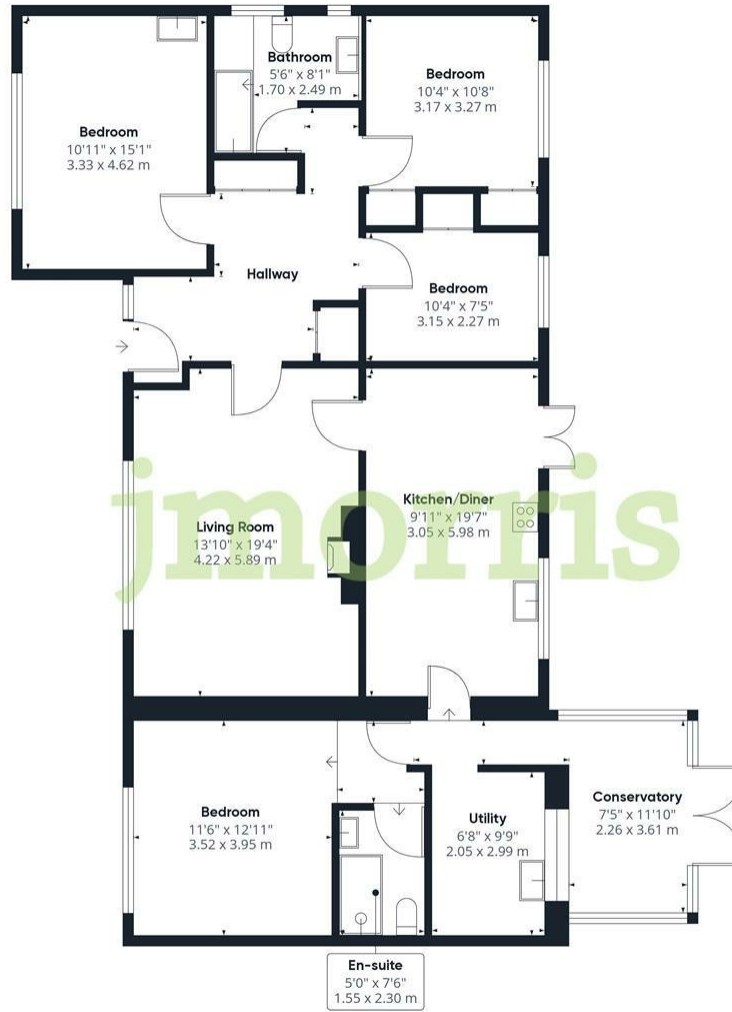 Bathroom
5'6" x 8'1"
1.70 x 2.49 m
Bedroom
10'4" x 10'8"
3.17 x 3.27 m
Bedroom
10'11" x 15'1"
3.33 x 4.62 m
Hallway
Bedroom
10'4" x 7'5"
3.15 x 2.27 m
Kitchen/Diner
9'11" x 19'7"
3.05 x 5.98 m
Living Room
13'10" x 19'4"
4.22 x 5.89 m
jmorris
Bedroom
11'6" x 12'11"
3.52 x 3.95 m
Utility
6'8" x 9'9"
2.05 x 2.99 m
Conservatory
7'5" x 11'10"
2.26 x 3.61 m
En-suite
5'0" x 7'6"
1.55 x 2.30 m